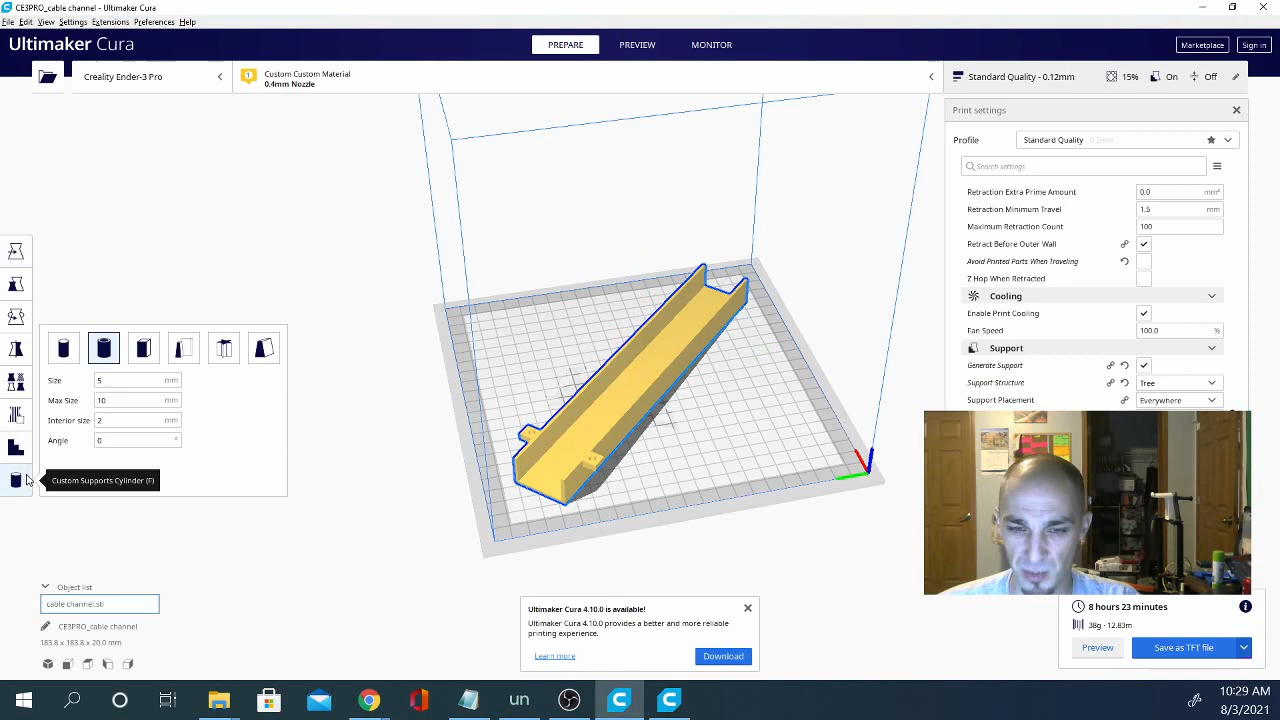 CE3PRO_cable channel - Ultimaker Cura
File Edit View Settings Extensions Preferences Help
Ultimaker Cura
PREPARE PREVIEW MONITOR
Marketplace Sign in
Creality Ender-3 Pro
1
Custom Custom Material
0.4mm Nozzle
Standard Quality - 0.12mm 15% On Off
Print settings
Profile Standard Quality 0.2mm
Search settings
Retraction Extra Prime Amount 0.0 mm³
Retraction Minimum Travel 1.5 mm
Maximum Retraction Count 100
Retract Before Outer Wall
Avoid Printed Parts When Traveling
Z Hop When Retracted
Cooling
Enable Print Cooling
Fan Speed 100.0 %
Support
Generate Support
Support Structure Tree
Support Placement Everywhere
Size 5 mm
Max Size 10 mm
Interior size 2 mm
Angle 0 °
Custom Supports Cylinder (F)
Object list
cable channel.stl
CE3PRO_cable channel
183.8 x 183.8 x 20.0 mm
Ultimaker Cura 4.10.0 is available!
Ultimaker Cura 4.10.0 provides a better and more reliable
printing experience.
Learn more Download
8 hours 23 minutes
38g · 12.83m
Preview Save as TFT file
un
10:29 AM
8/3/2021